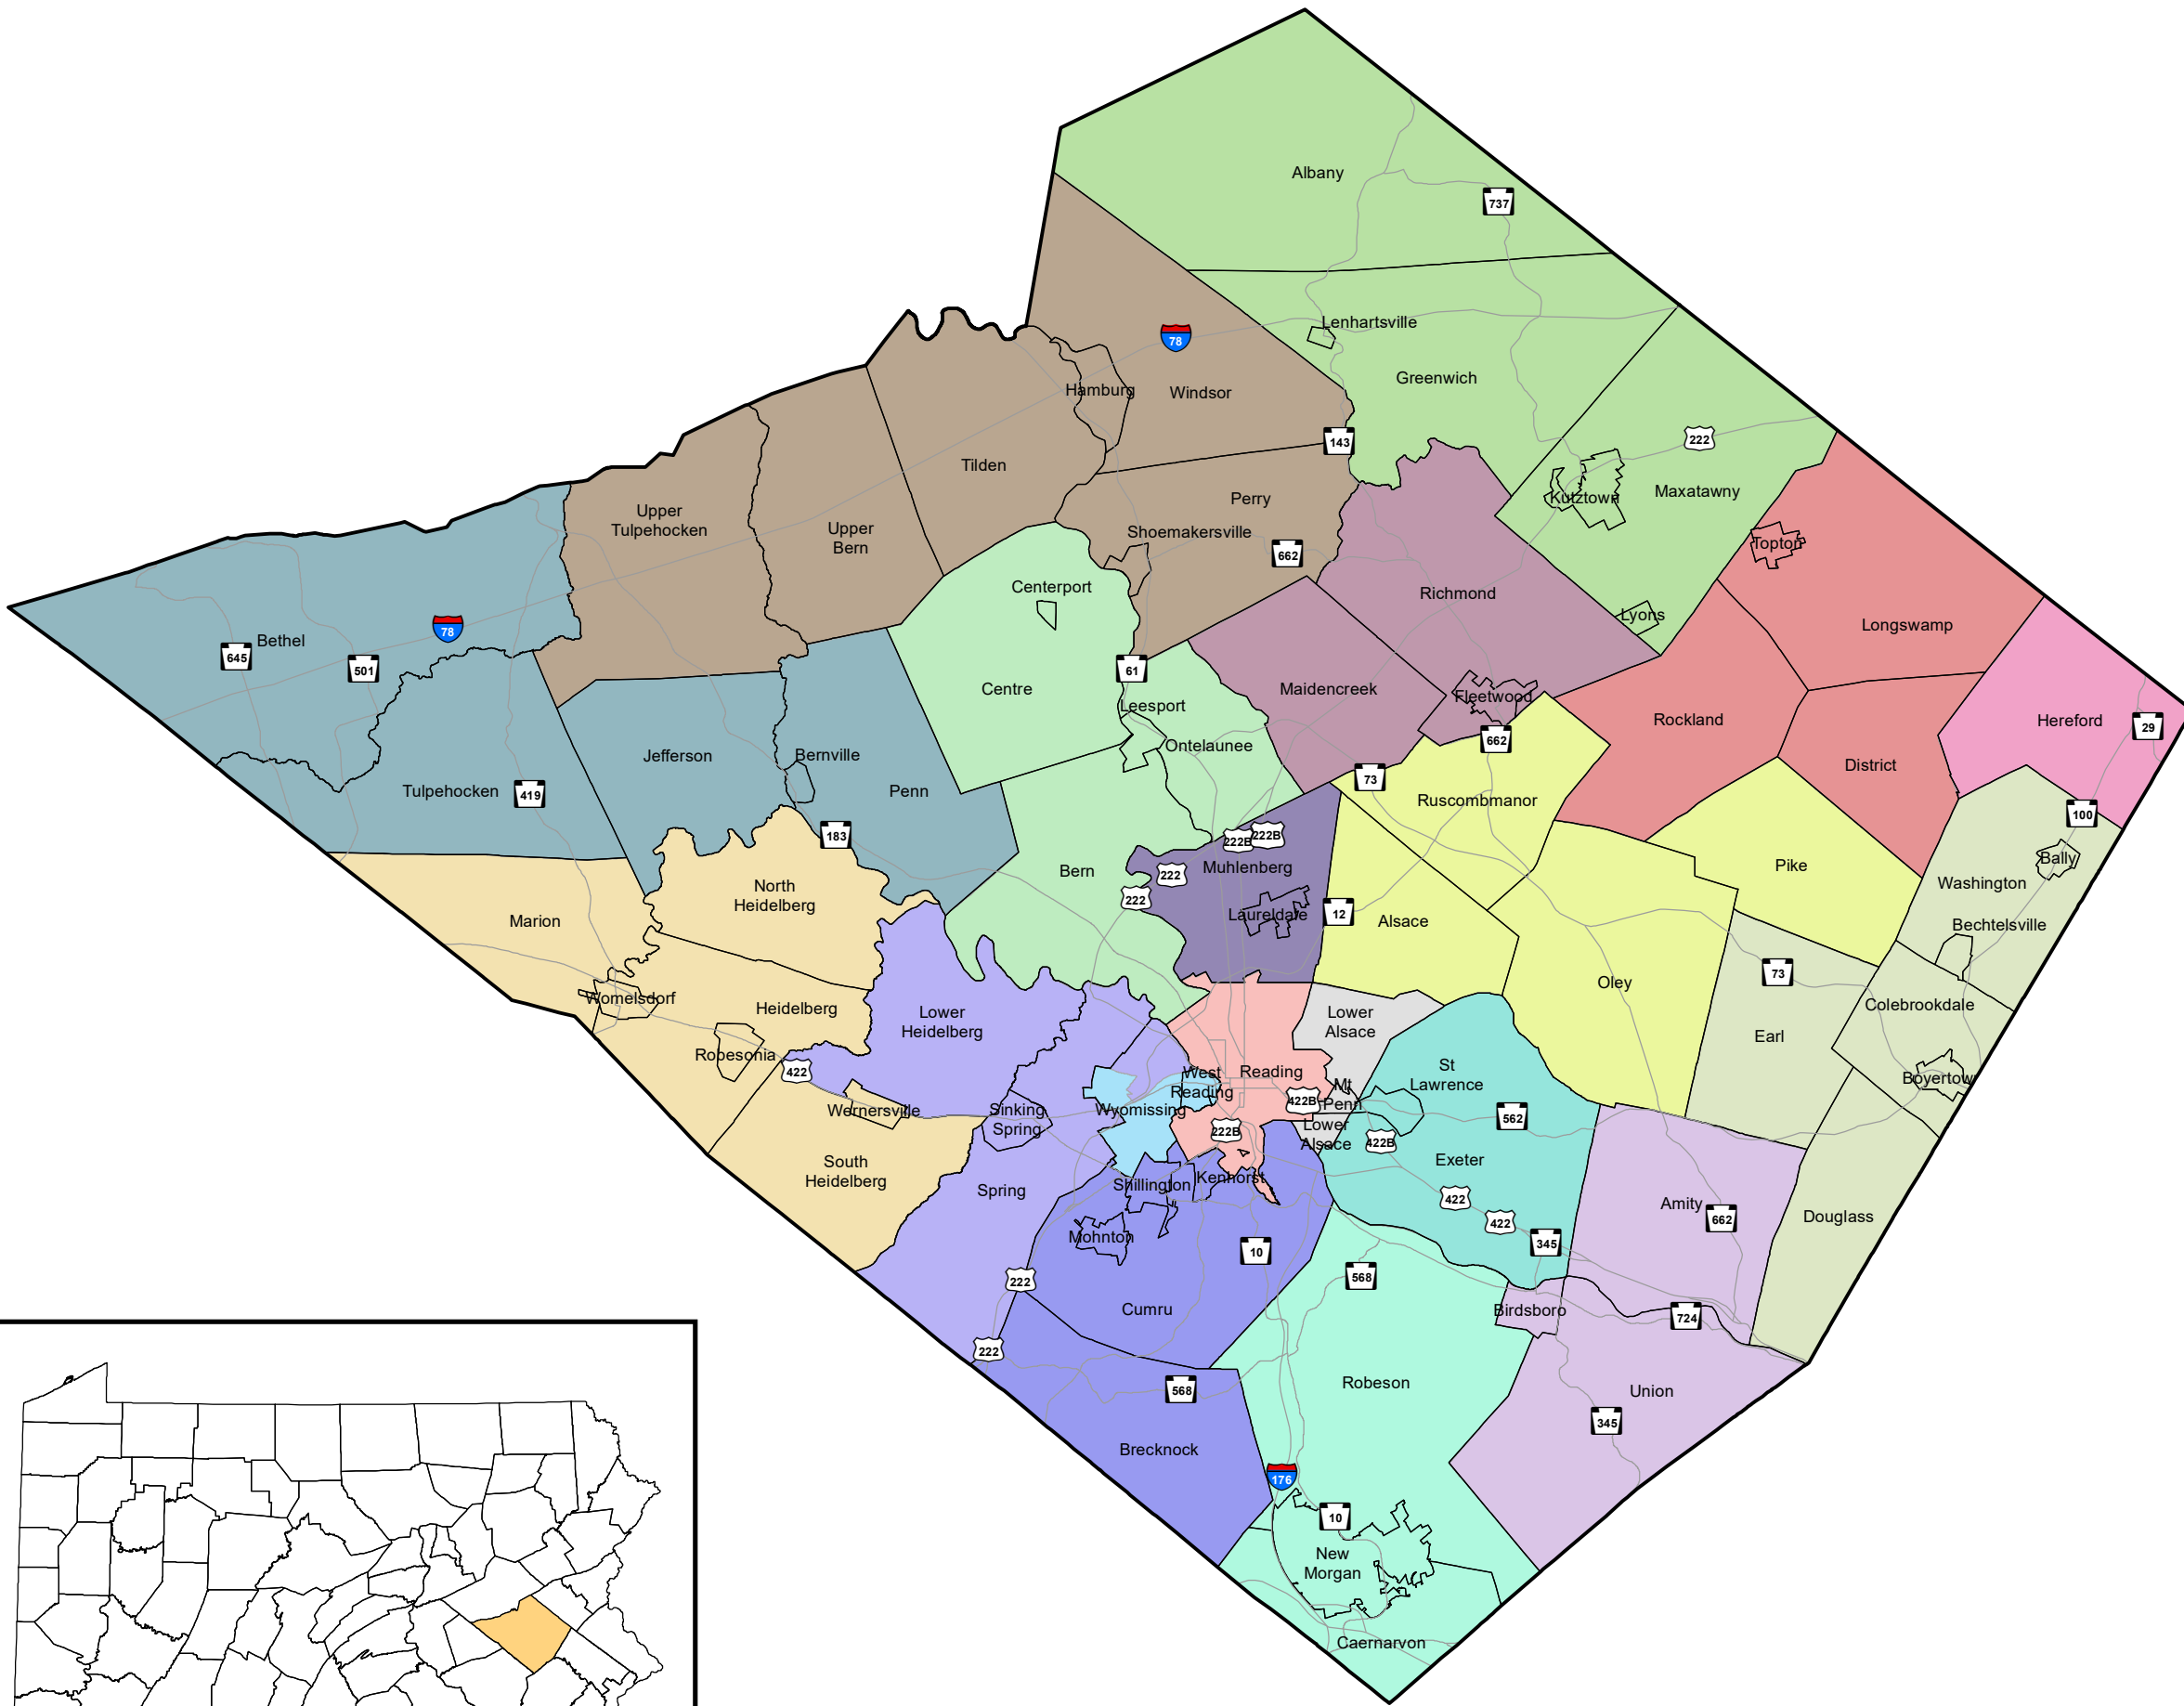 Albany
737
Lenhartsville
78
Hamburg
Windsor
Greenwich
143
222
Tilden
Kutztown
Maxatawny
Perry
Upper
Tulpehocken
Upper
Bern
Shoemakersville
662
Topton
Centerport
Richmond
Lyons
Longswamp
78
Bethel
645
501
61
Centre
Maidencreek
Fleetwood
Leesport
Rockland
Hereford
29
Ontelaunee
662
Jefferson
Bernville
District
73
Tulpehocken
419
Penn
Ruscombmanor
100
183
222B
222B
Muhlenberg
Bern
222
Pike
Bally
Washington
North
Heidelberg
222
Laureldale
12
Alsace
Marion
Bechtelsville
73
Oley
Womelsdorf
Heidelberg
Lower
Heidelberg
Lower
Alsace
Colebrookdale
Earl
Robesonia
422
West
Reading
Reading
St
Lawrence
Boyertown
Mt
Penn
422B
Wernersville
Sinking
Spring
Wyomissing
562
222B
Lower
Alsace
422B
Exeter
South
Heidelberg
Spring
Shillington
Kenhorst
422
Amity
662
Douglass
422
Mohnton
10
345
568
222
Cumru
Birdsboro
724
222
568
Robeson
Union
345
Brecknock
176
10
New
Morgan
Caernarvon